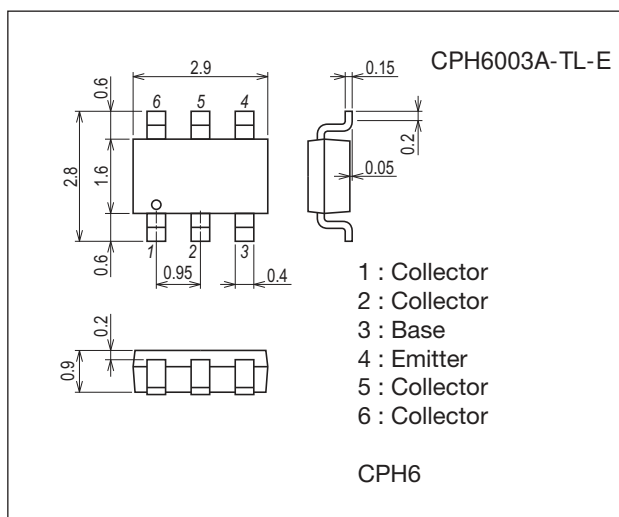 CPH6003A-TL-E
2.9
0.15
0.6
6
5
4
0.2
2.8
1.6
0.05
0.6
1
2
3
0.95
0.4
0.2
0.9
1 : Collector
2 : Collector
3 : Base
4 : Emitter
5 : Collector
6 : Collector
CPH6